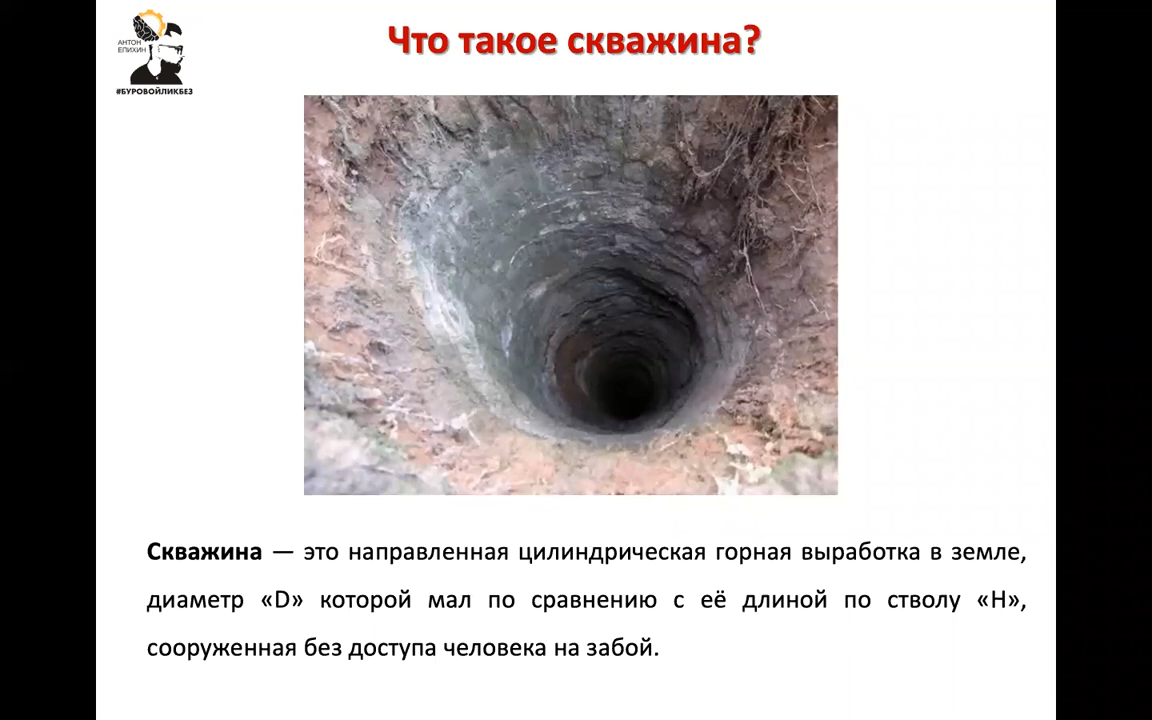 АНТОН
ЕПИХИН
#БУРОВОЙЛИКБЕЗ
Что такое скважина?
Скважина — это направленная цилиндрическая горная выработка в земле,
диаметр «D» которой мал по сравнению с её длиной по стволу «H»,
сооруженная без доступа человека на забой.